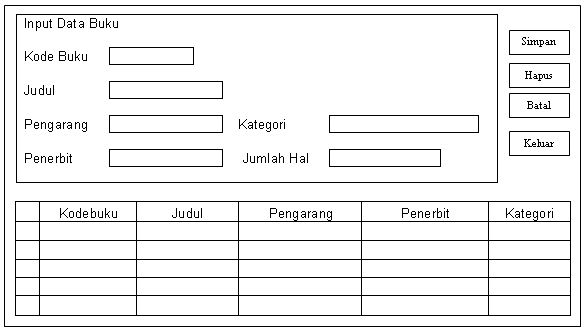 Input Data Buku
Kode Buku
Judul
Pengarang
Kategori
Penerbit
Jumlah Hal
Simpan
Hapus
Batal
Keluar
Kodebuku Judul Pengarang Penerbit Kategori